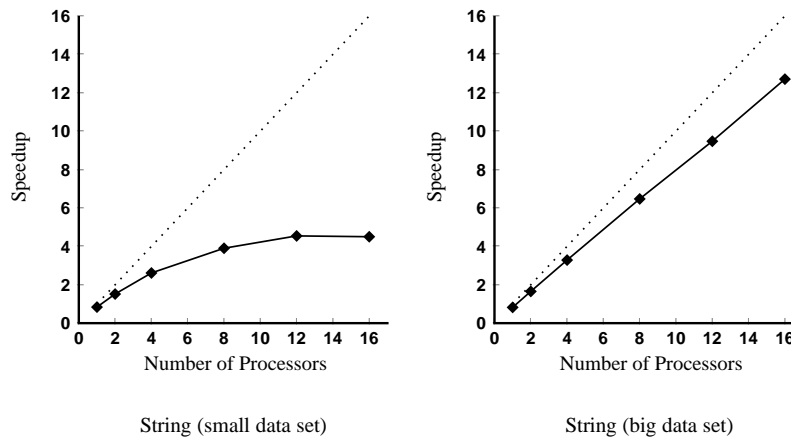 16
14
12
10
8
6
4
2
0
Speedup
0 2 4 6 8 10 12 14 16
Number of Processors
String (small data set)
16
14
12
10
8
6
4
2
0
Speedup
0 2 4 6 8 10 12 14 16
Number of Processors
String (big data set)